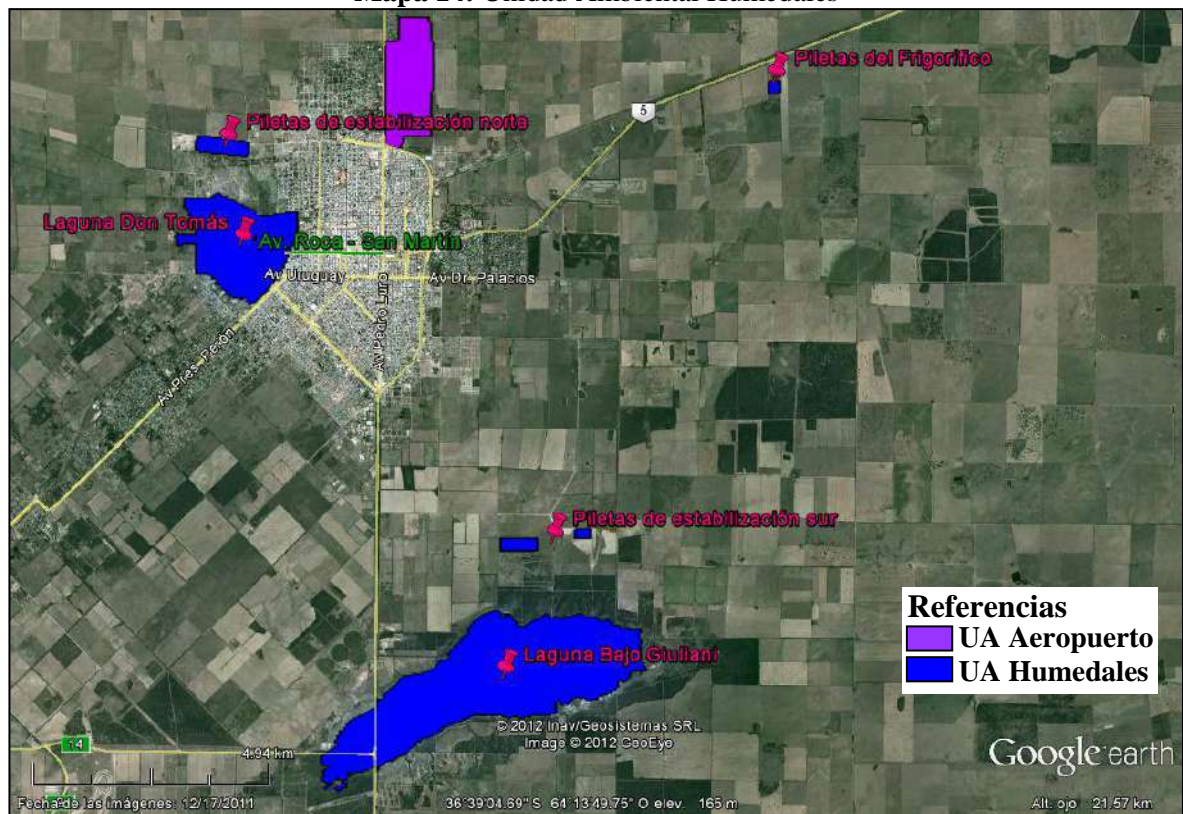 Mapa 14. Unidad Ambiental Humedales
Piletas del Frigorífico
5
Piletas de estabilización norte
Laguna Don Tomás
Av. Roca - San Martín
Av Uruguay
Av Dr. Palacios
Av Pedro Luro
Av Pres. Perón
Piletas de estabilización sur
Referencias
UA Aeropuerto
UA Humedales
Laguna Bajo Giuliani
© 2012 Inav/Geosistemas SRL
Image © 2012 GeoEye
14
4.94 km
Google earth
Fecha de las imágenes: 12/17/2011
36°39'04.69" S 64°13'49.75" O elev. 165 m
Alt. ojo 21.57 km